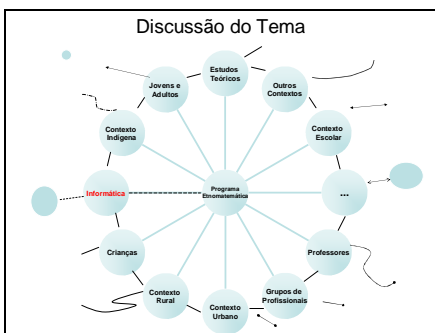 Discussão do Tema
Estudos
Teóricos
Outros
Contextos
Contexto
Escolar
...
Professores
Grupos de
Profissionais
Contexto
Urbano
Contexto
Rural
Crianças
Informática
Contexto
Indígena
Jovens e
Adultos
Programa
Etnomatemática